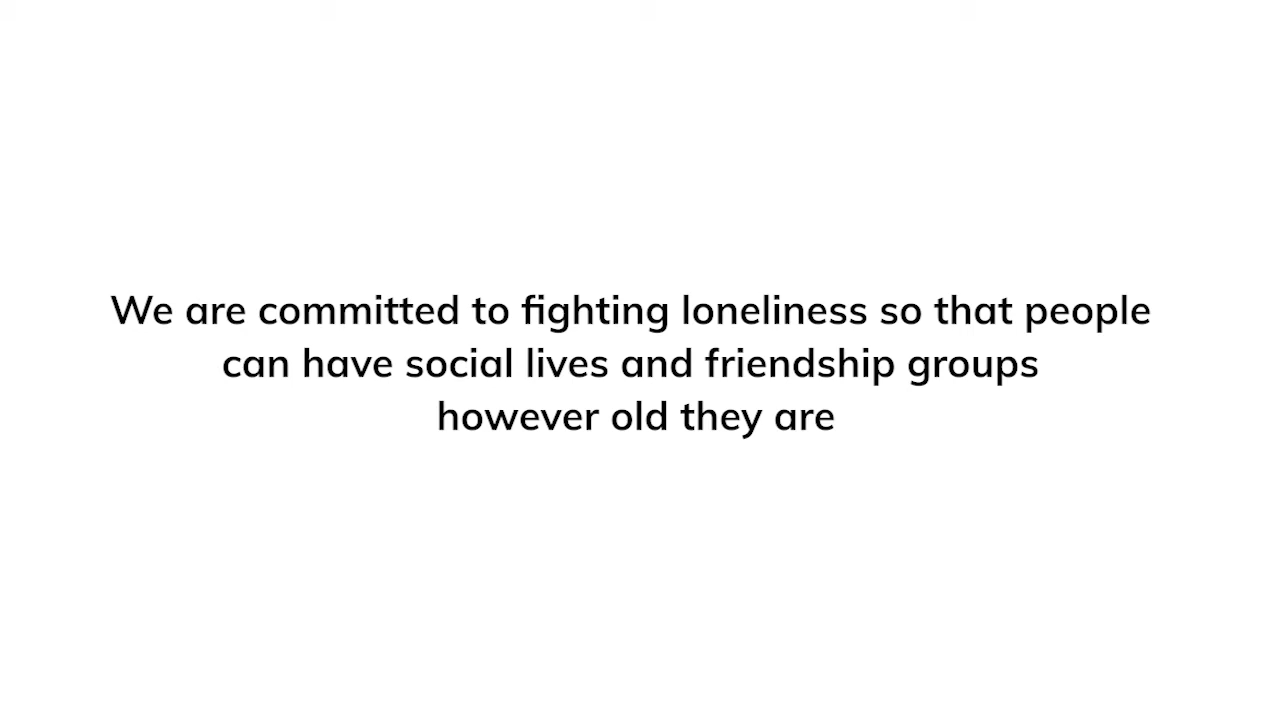 We are committed to fighting loneliness so that people
can have social lives and friendship groups
however old they are